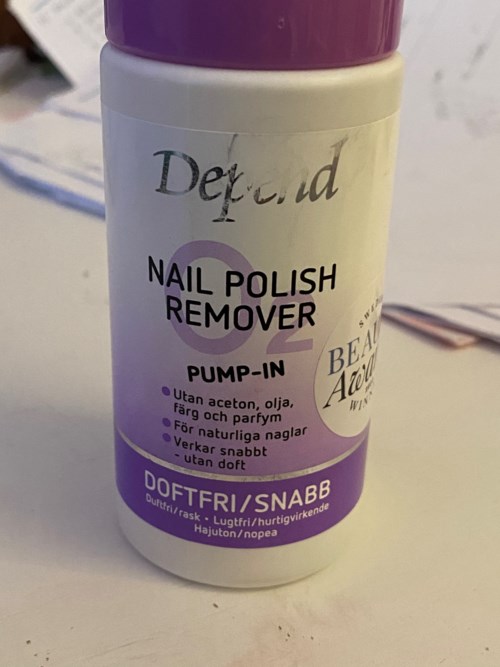 Depend
O2
NAIL POLISH
REMOVER
PUMP-IN
Utan aceton, olja,
färg och parfym
För naturliga naglar
Verkar snabbt
- utan doft
DOFTFRI/SNABB
Duftfri/rask • Lugtfri/hurtigvirkende
Hajuton/nopea